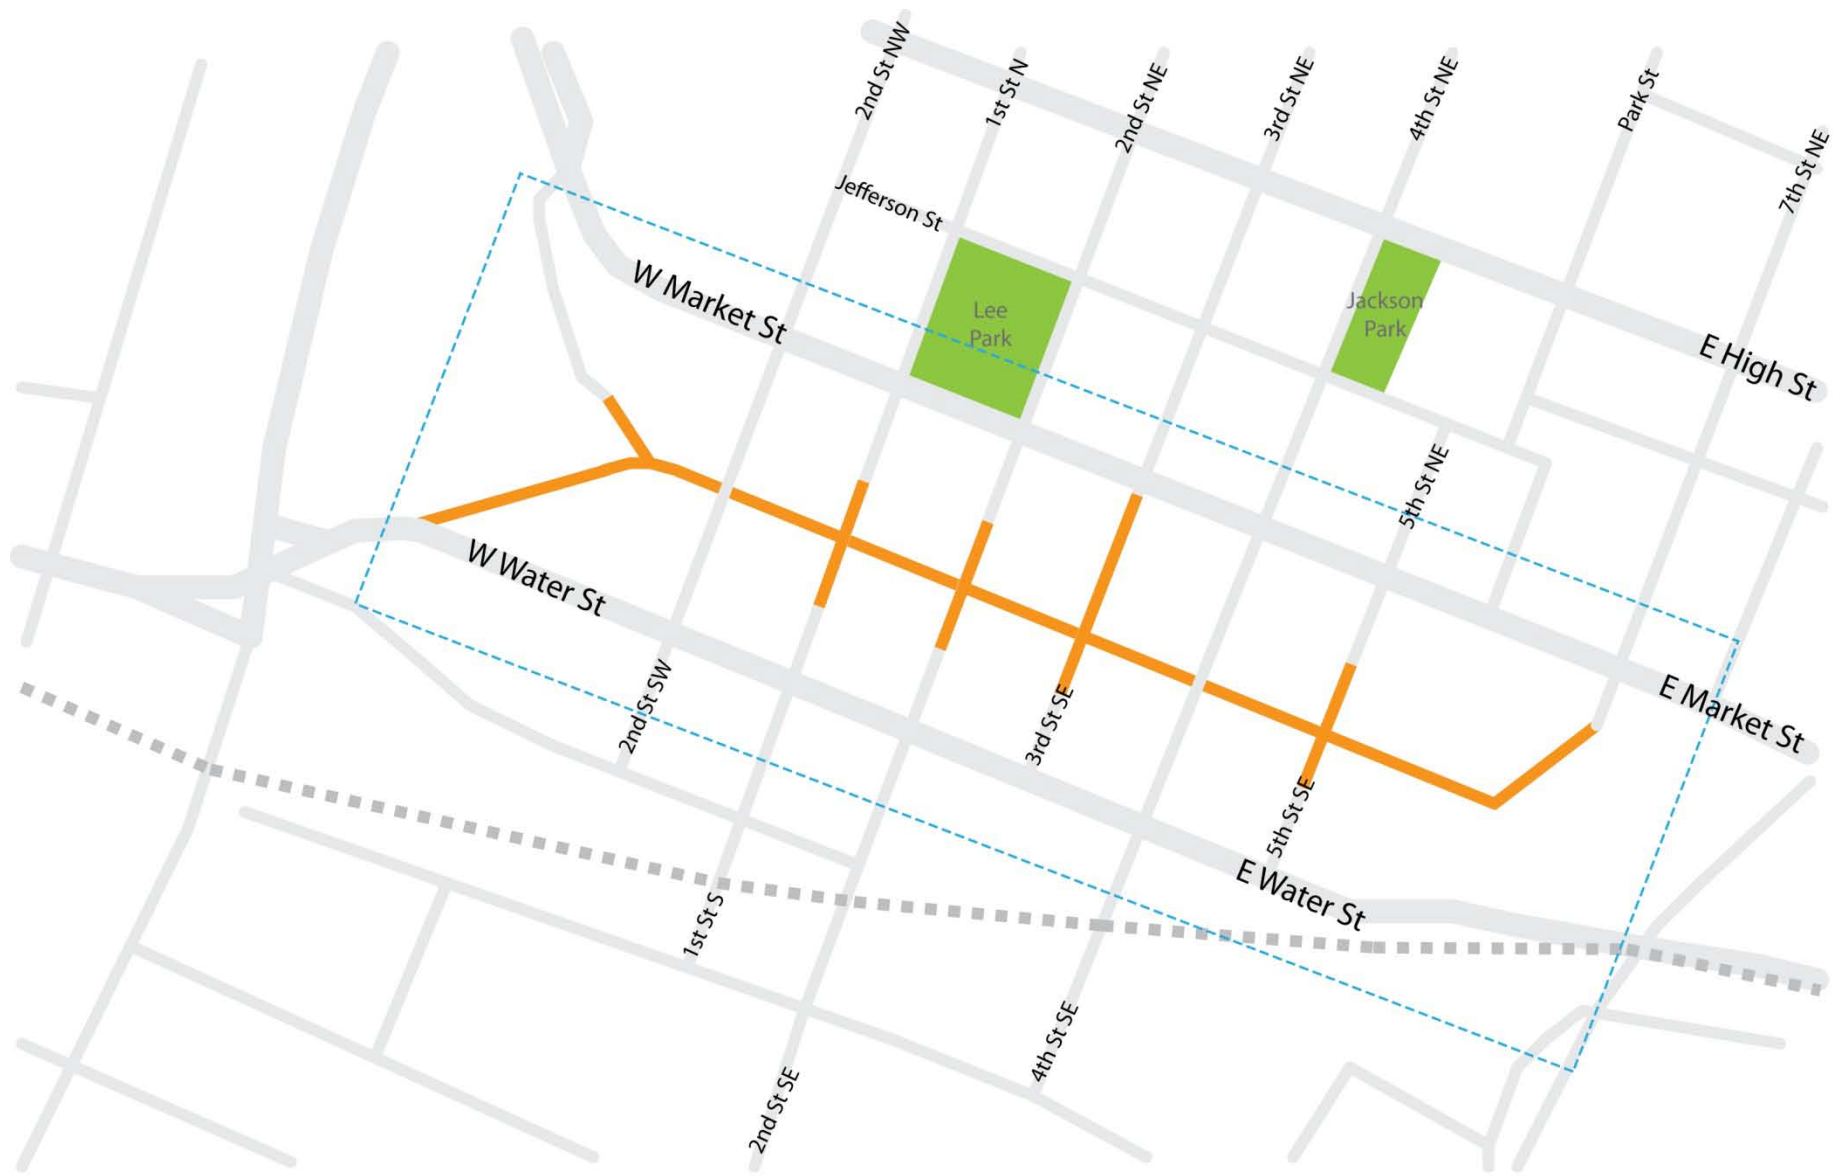 2nd St NW
1st St N
2nd St NE
3rd St NE
4th St NE
Park St
7th St NE
Jefferson St
W Market St
Lee
Park
Jackson
Park
E High St
5th St NE
W Water St
2nd St SW
3rd St SE
E Market St
5th St SE
E Water St
1st St S
4th St SE
2nd St SE